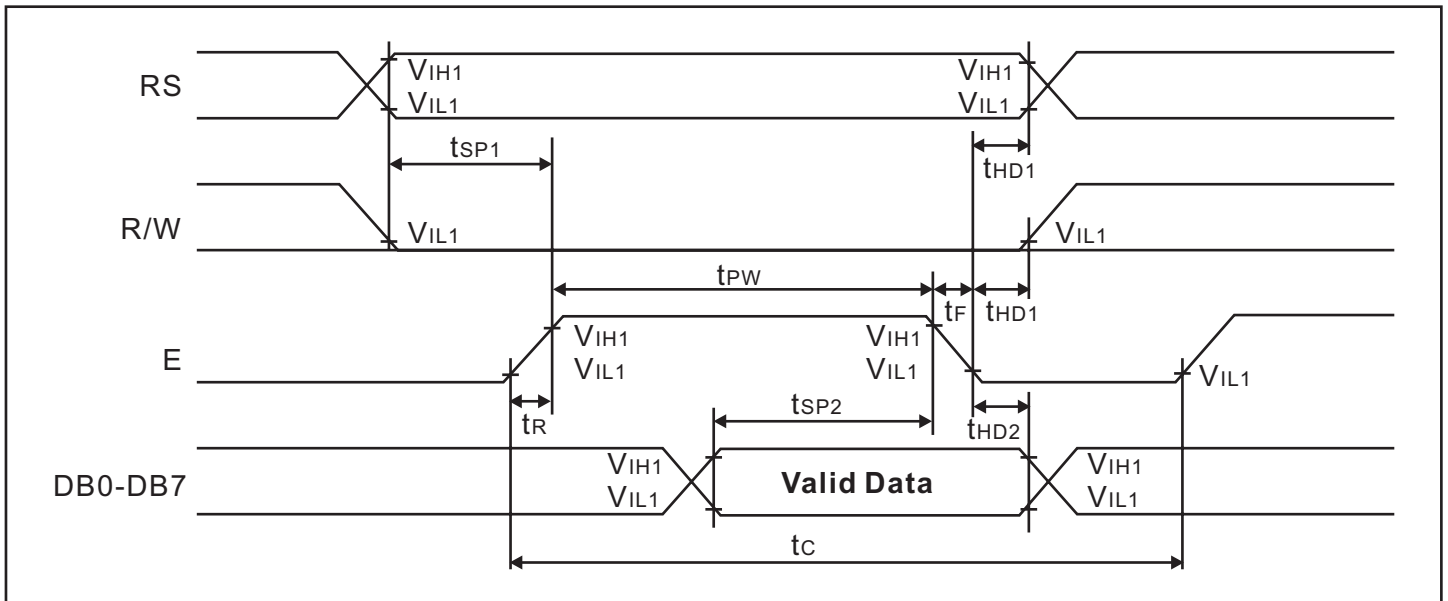 RS
VIH1
VIL1
VIH1
VIL1
tSP1
tHD1
R/W
VIL1
VIL1
tPW
tF
tHD1
E
VIH1
VIL1
VIH1
VIL1
VIL1
tR
tSP2
tHD2
DB0-DB7
VIH1
VIL1
Valid Data
VIH1
VIL1
tC